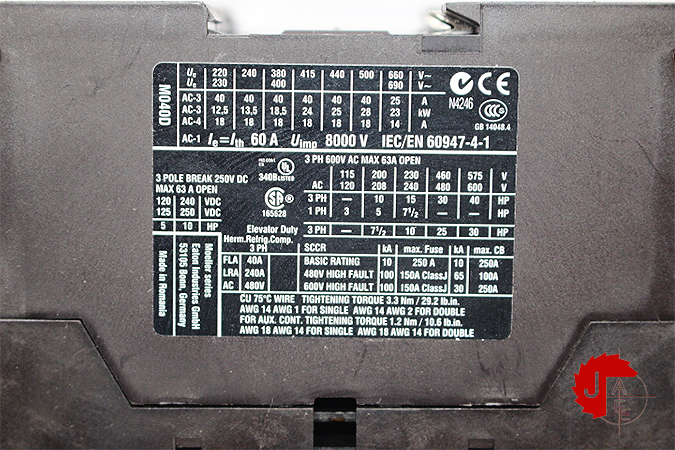 M040D
Ue 220 240 380 415 440 500 660 V~
Ue 230 400 690 V~
AC-3 40 40 40 40 40 40 25 A
AC-3 12,5 13,5 18,5 24 25 28 23 kW
AC-4 18 18 18 18 18 18 14 A
AC-1 Ie=Ith 60 A Uimp 8000 V IEC/EN 60947-4-1
N4246
CCC
GB 14048.4
3 POLE BREAK 250V DC
MAX 63 A OPEN
120 240 VDC
125 250 VDC
5 10 HP
IND.CONT.EQ.
UL
340B LISTED
SA
165628
3 PH 600V AC MAX 63A OPEN
115 200 230 460 575 V
AC 120 208 240 480 600 V
3 PH — 10 15 30 40 HP
1 PH 3 5 7½ — — HP
Elevator Duty
3 PH — 7½ 10 25 30 HP
Herm.Refrig.Comp.
3 PH
FLA 40A
LRA 240A
AC 480V
SCCR kA max. Fuse kA max. CB
BASIC RATING 10 250 A 10 250A
480V HIGH FAULT 100 150A ClassJ 65 100A
600V HIGH FAULT 100 150A ClassJ 30 250A
CU 75°C WIRE TIGHTENING TORQUE 3.3 Nm / 29.2 lb.in.
AWG 14 AWG 1 FOR SINGLE AWG 14 AWG 2 FOR DOUBLE
FOR AUX. CONT. TIGHTENING TORQUE 1.2 Nm / 10.6 lb.in.
AWG 18 AWG 14 FOR SINGLE AWG 18 AWG 14 FOR DOUBLE
Moeller series
Eaton Industries GmbH
53105 Bonn, Germany
Made in Romania